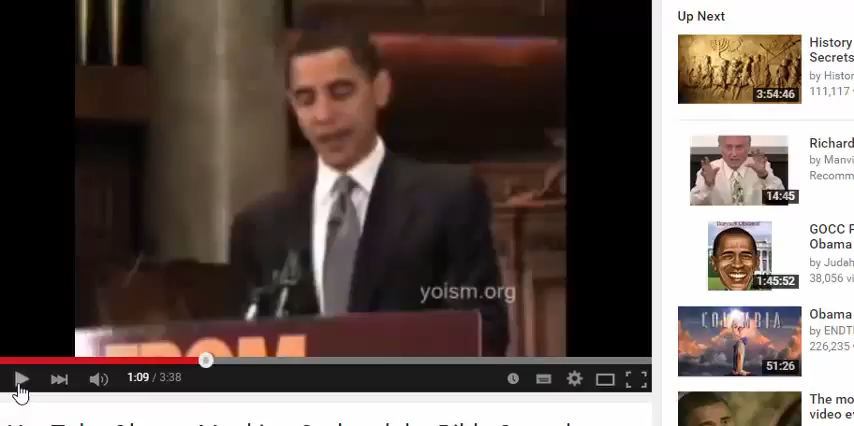 Up Next
History
Secrets
by Histor
111,117
3:54:46
Richard
by Manvi
Recomm
14:45
GOCC F
Obama
by Judah
38,056 vi
1:45:52
COLUMBIA
Obama
by ENDT
226,235
51:26
The mo
video e
yoism.org
FROM
1:09 / 3:38